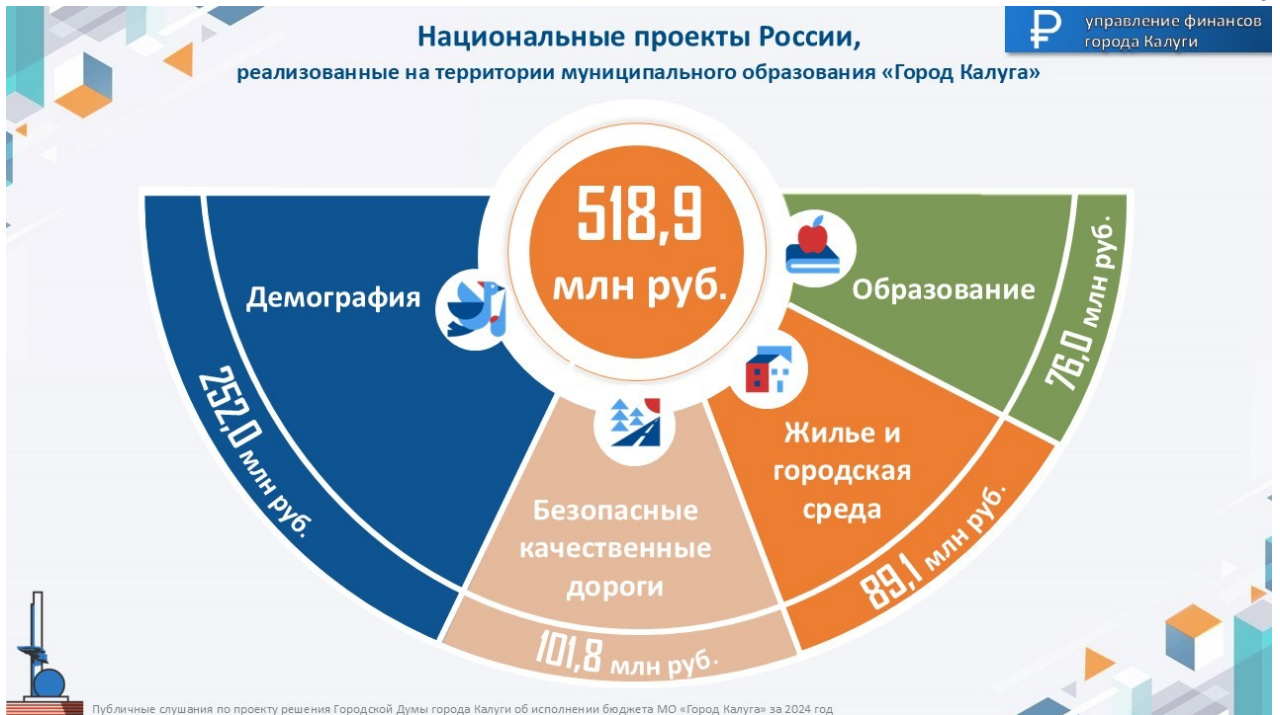 управление финансов
города Калуги
Национальные проекты России,
реализованные на территории муниципального образования «Город Калуга»
518,9
млн руб.
Демография
252,0 млн руб.
Безопасные
качественные
дороги
101,8 млн руб.
Жилье и
городская
среда
89,1 млн руб.
Образование
76,0 млн руб.
Публичные слушания по проекту решения Городской Думы города Калуги об исполнении бюджета МО «Город Калуга» за 2024 год